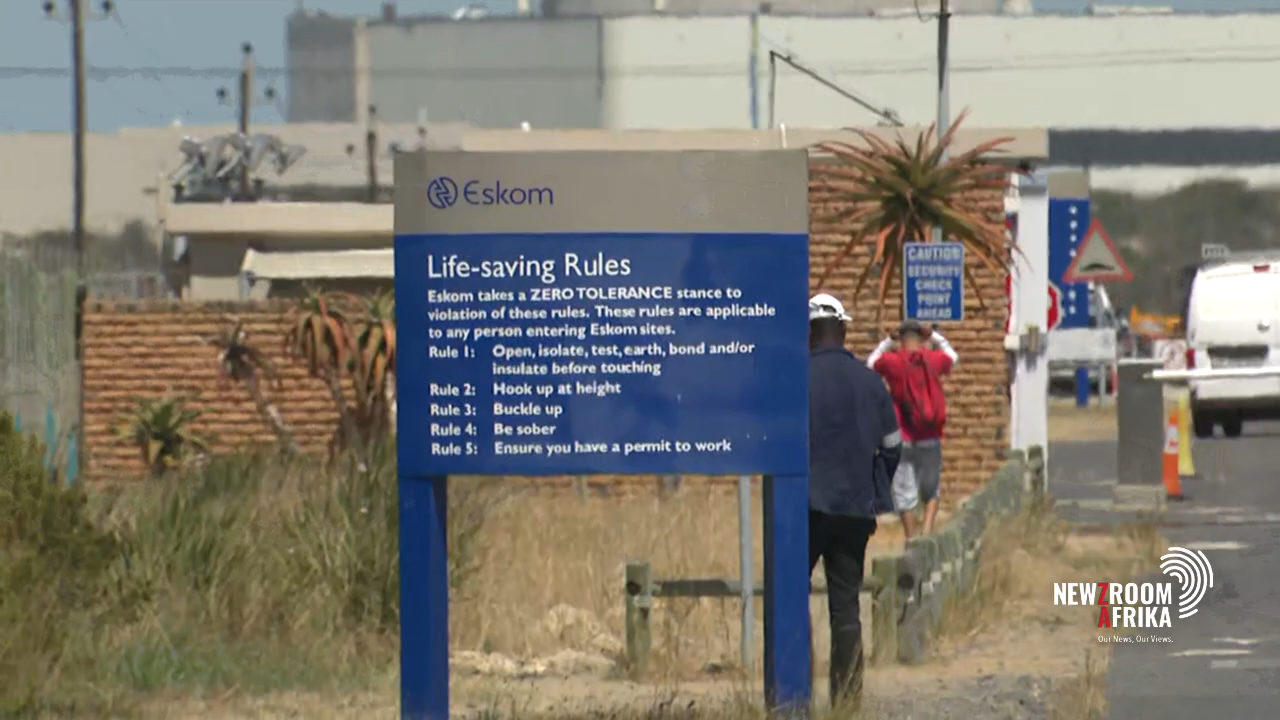 Eskom
Life-saving Rules
Eskom takes a ZERO TOLERANCE stance to
violation of these rules. These rules are applicable
to any person entering Eskom sites.
Rule 1: Open, isolate, test, earth, bond and/or
insulate before touching
Rule 2: Hook up at height
Rule 3: Buckle up
Rule 4: Be sober
Rule 5: Ensure you have a permit to work
CAUTION
SECURITY
CHECK
POINT
AHEAD
NEWZROOM
AFRIKA
Our News, Our Views.